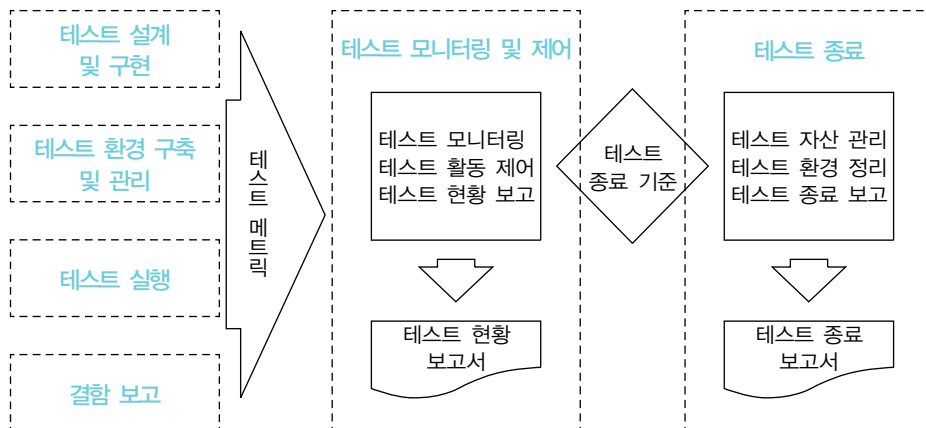 테스트 설계
및 구현
테스트 환경 구축
및 관리
테스트 실행
결함 보고
테스트 메트릭
테스트 모니터링 및 제어
테스트 모니터링
테스트 활동 제어
테스트 현황 보고
테스트 현황
보고서
테스트
종료 기준
테스트 종료
테스트 자산 관리
테스트 환경 정리
테스트 종료 보고
테스트 종료
보고서